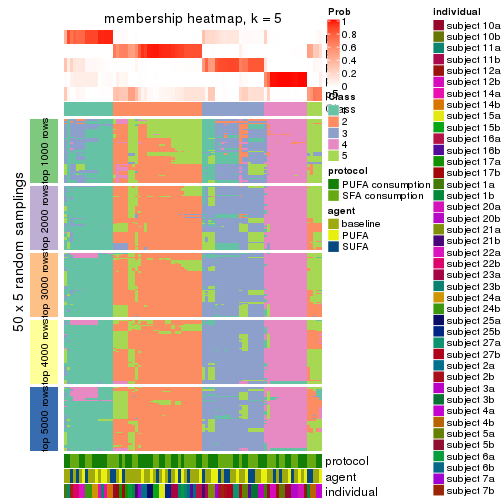 membership heatmap, k = 5
50 x 5 random samplings
top 1000 rows
top 2000 rows
top 3000 rows
top 4000 rows
top 5000 rows
Prob
1
0.8
0.6
0.4
0.2
0
p5
Class
2
3
4
5
protocol
PUFA consumption
SFA consumption
agent
baseline
PUFA
SUFA
protocol
agent
individual
individual
subject 10a
subject 10b
subject 11a
subject 11b
subject 12a
subject 12b
subject 14a
subject 14b
subject 15a
subject 15b
subject 16a
subject 16b
subject 17a
subject 17b
subject 1a
subject 1b
subject 20a
subject 20b
subject 21a
subject 21b
subject 22a
subject 22b
subject 23a
subject 23b
subject 24a
subject 24b
subject 25a
subject 25b
subject 27a
subject 27b
subject 2a
subject 2b
subject 3a
subject 3b
subject 4a
subject 4b
subject 5a
subject 5b
subject 6a
subject 6b
subject 7a
subject 7b